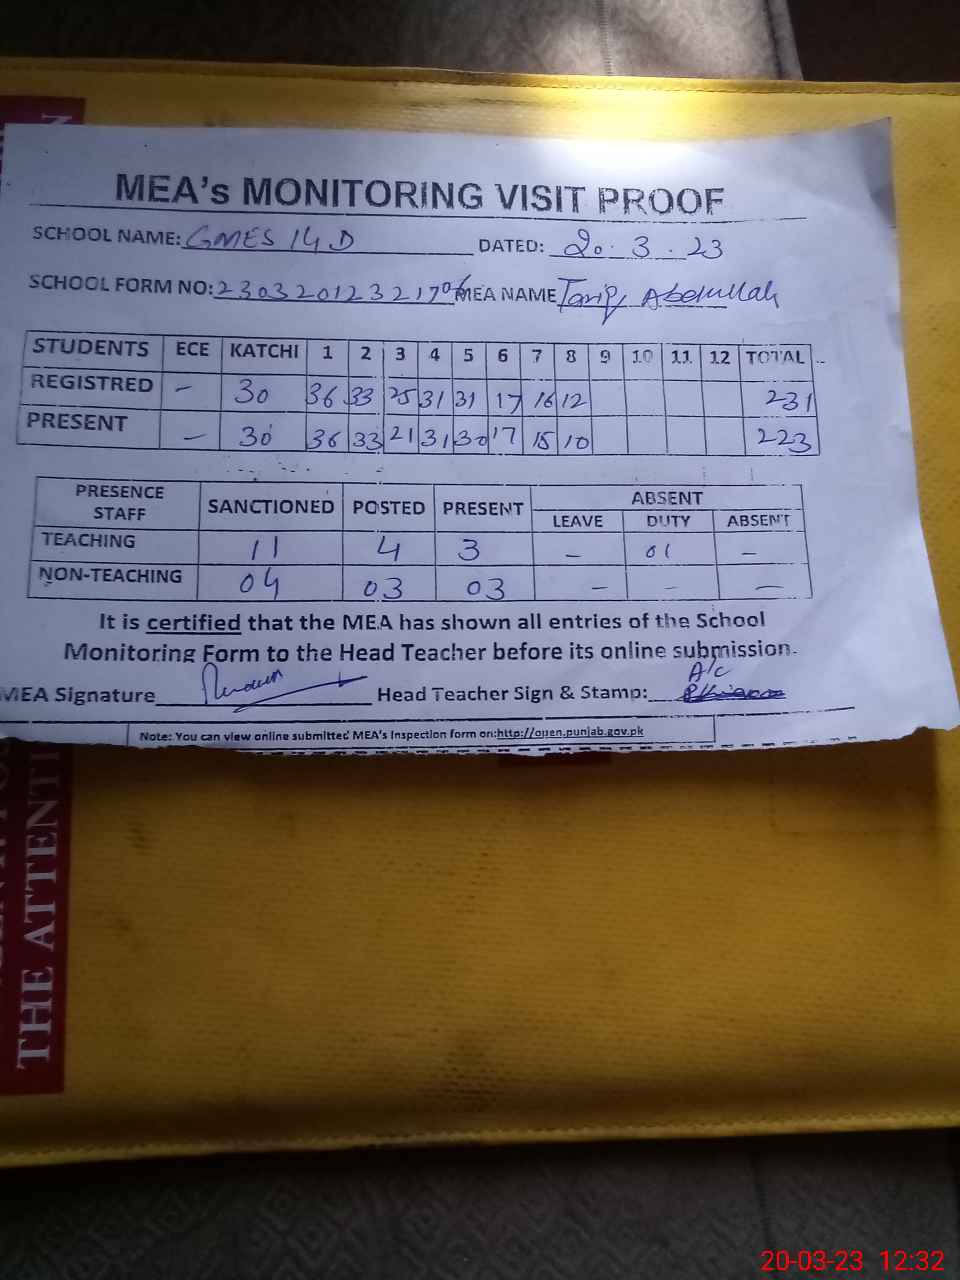 MEA's MONITORING VISIT PROOF
SCHOOL NAME: GMES 14 D DATED: 20.3.23
SCHOOL FORM NO: 2303201232170 MEA NAME Tariq Abdullah
STUDENTS ECE KATCHI 1 2 3 4 5 6 7 8 9 10 11 12 TOTAL
REGISTRED - 30 36 33 25 31 31 17 16 12 231
PRESENT - 30 36 33 21 31 30 17 15 10 223
PRESENCE STAFF SANCTIONED POSTED PRESENT ABSENT
LEAVE DUTY ABSENT
TEACHING 11 4 3 - 01 -
NON-TEACHING 04 03 03 - - -
It is certified that the MEA has shown all entries of the School
Monitoring Form to the Head Teacher before its online submission.
A/c
MEA Signature Head Teacher Sign & Stamp:
Note: You can view online submitted MEA's Inspection form on:http://open.punjab.gov.pk
THE ATTENTI
20-03-23 12:32